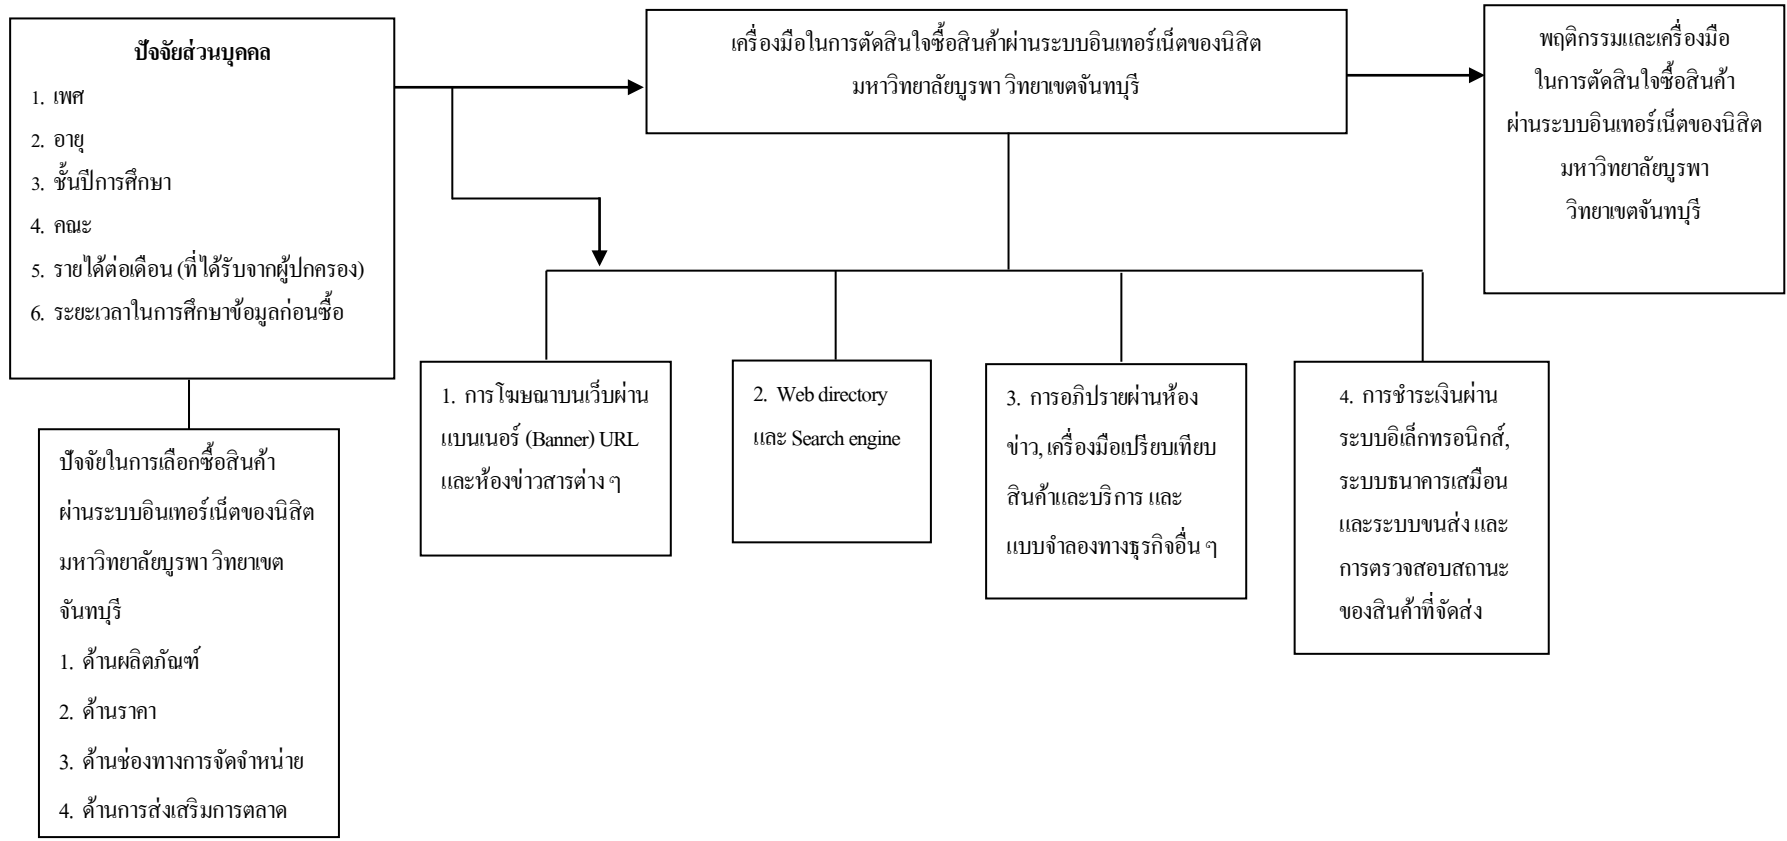 ปัจจัยส่วนบุคคล
1. เพศ
2. อายุ
3. ชั้นปีการศึกษา
4. คณะ
5. รายได้ต่อเดือน (ที่ได้รับจากผู้ปกครอง)
6. ระยะเวลาในการศึกษาข้อมูลก่อนซื้อ
ปัจจัยในการเลือกซื้อสินค้า
ผ่านระบบอินเทอร์เน็ตของนิสิต
มหาวิทยาลัยบูรพา วิทยาเขต
จันทบุรี
1. ด้านผลิตภัณฑ์
2. ด้านราคา
3. ด้านช่องทางการจัดจำหน่าย
4. ด้านการส่งเสริมการตลาด
เครื่องมือในการตัดสินใจซื้อสินค้าผ่านระบบอินเทอร์เน็ตของนิสิต
มหาวิทยาลัยบูรพา วิทยาเขตจันทบุรี
1. การโฆษณาบนเว็บผ่าน
แบนเนอร์ (Banner) URL
และห้องข่าวสารต่าง ๆ
2. Web directory
และ Search engine
3. การอภิปรายผ่านห้อง
ข่าว, เครื่องมือเปรียบเทียบ
สินค้าและบริการ และ
แบบจำลองทางธุรกิจอื่น ๆ
4. การชำระเงินผ่าน
ระบบอิเล็กทรอนิกส์,
ระบบธนาคารเสมือน
และระบบขนส่ง และ
การตรวจสอบสถานะ
ของสินค้าที่จัดส่ง
พฤติกรรมและเครื่องมือ
ในการตัดสินใจซื้อสินค้า
ผ่านระบบอินเทอร์เน็ตของนิสิต
มหาวิทยาลัยบูรพา
วิทยาเขตจันทบุรี